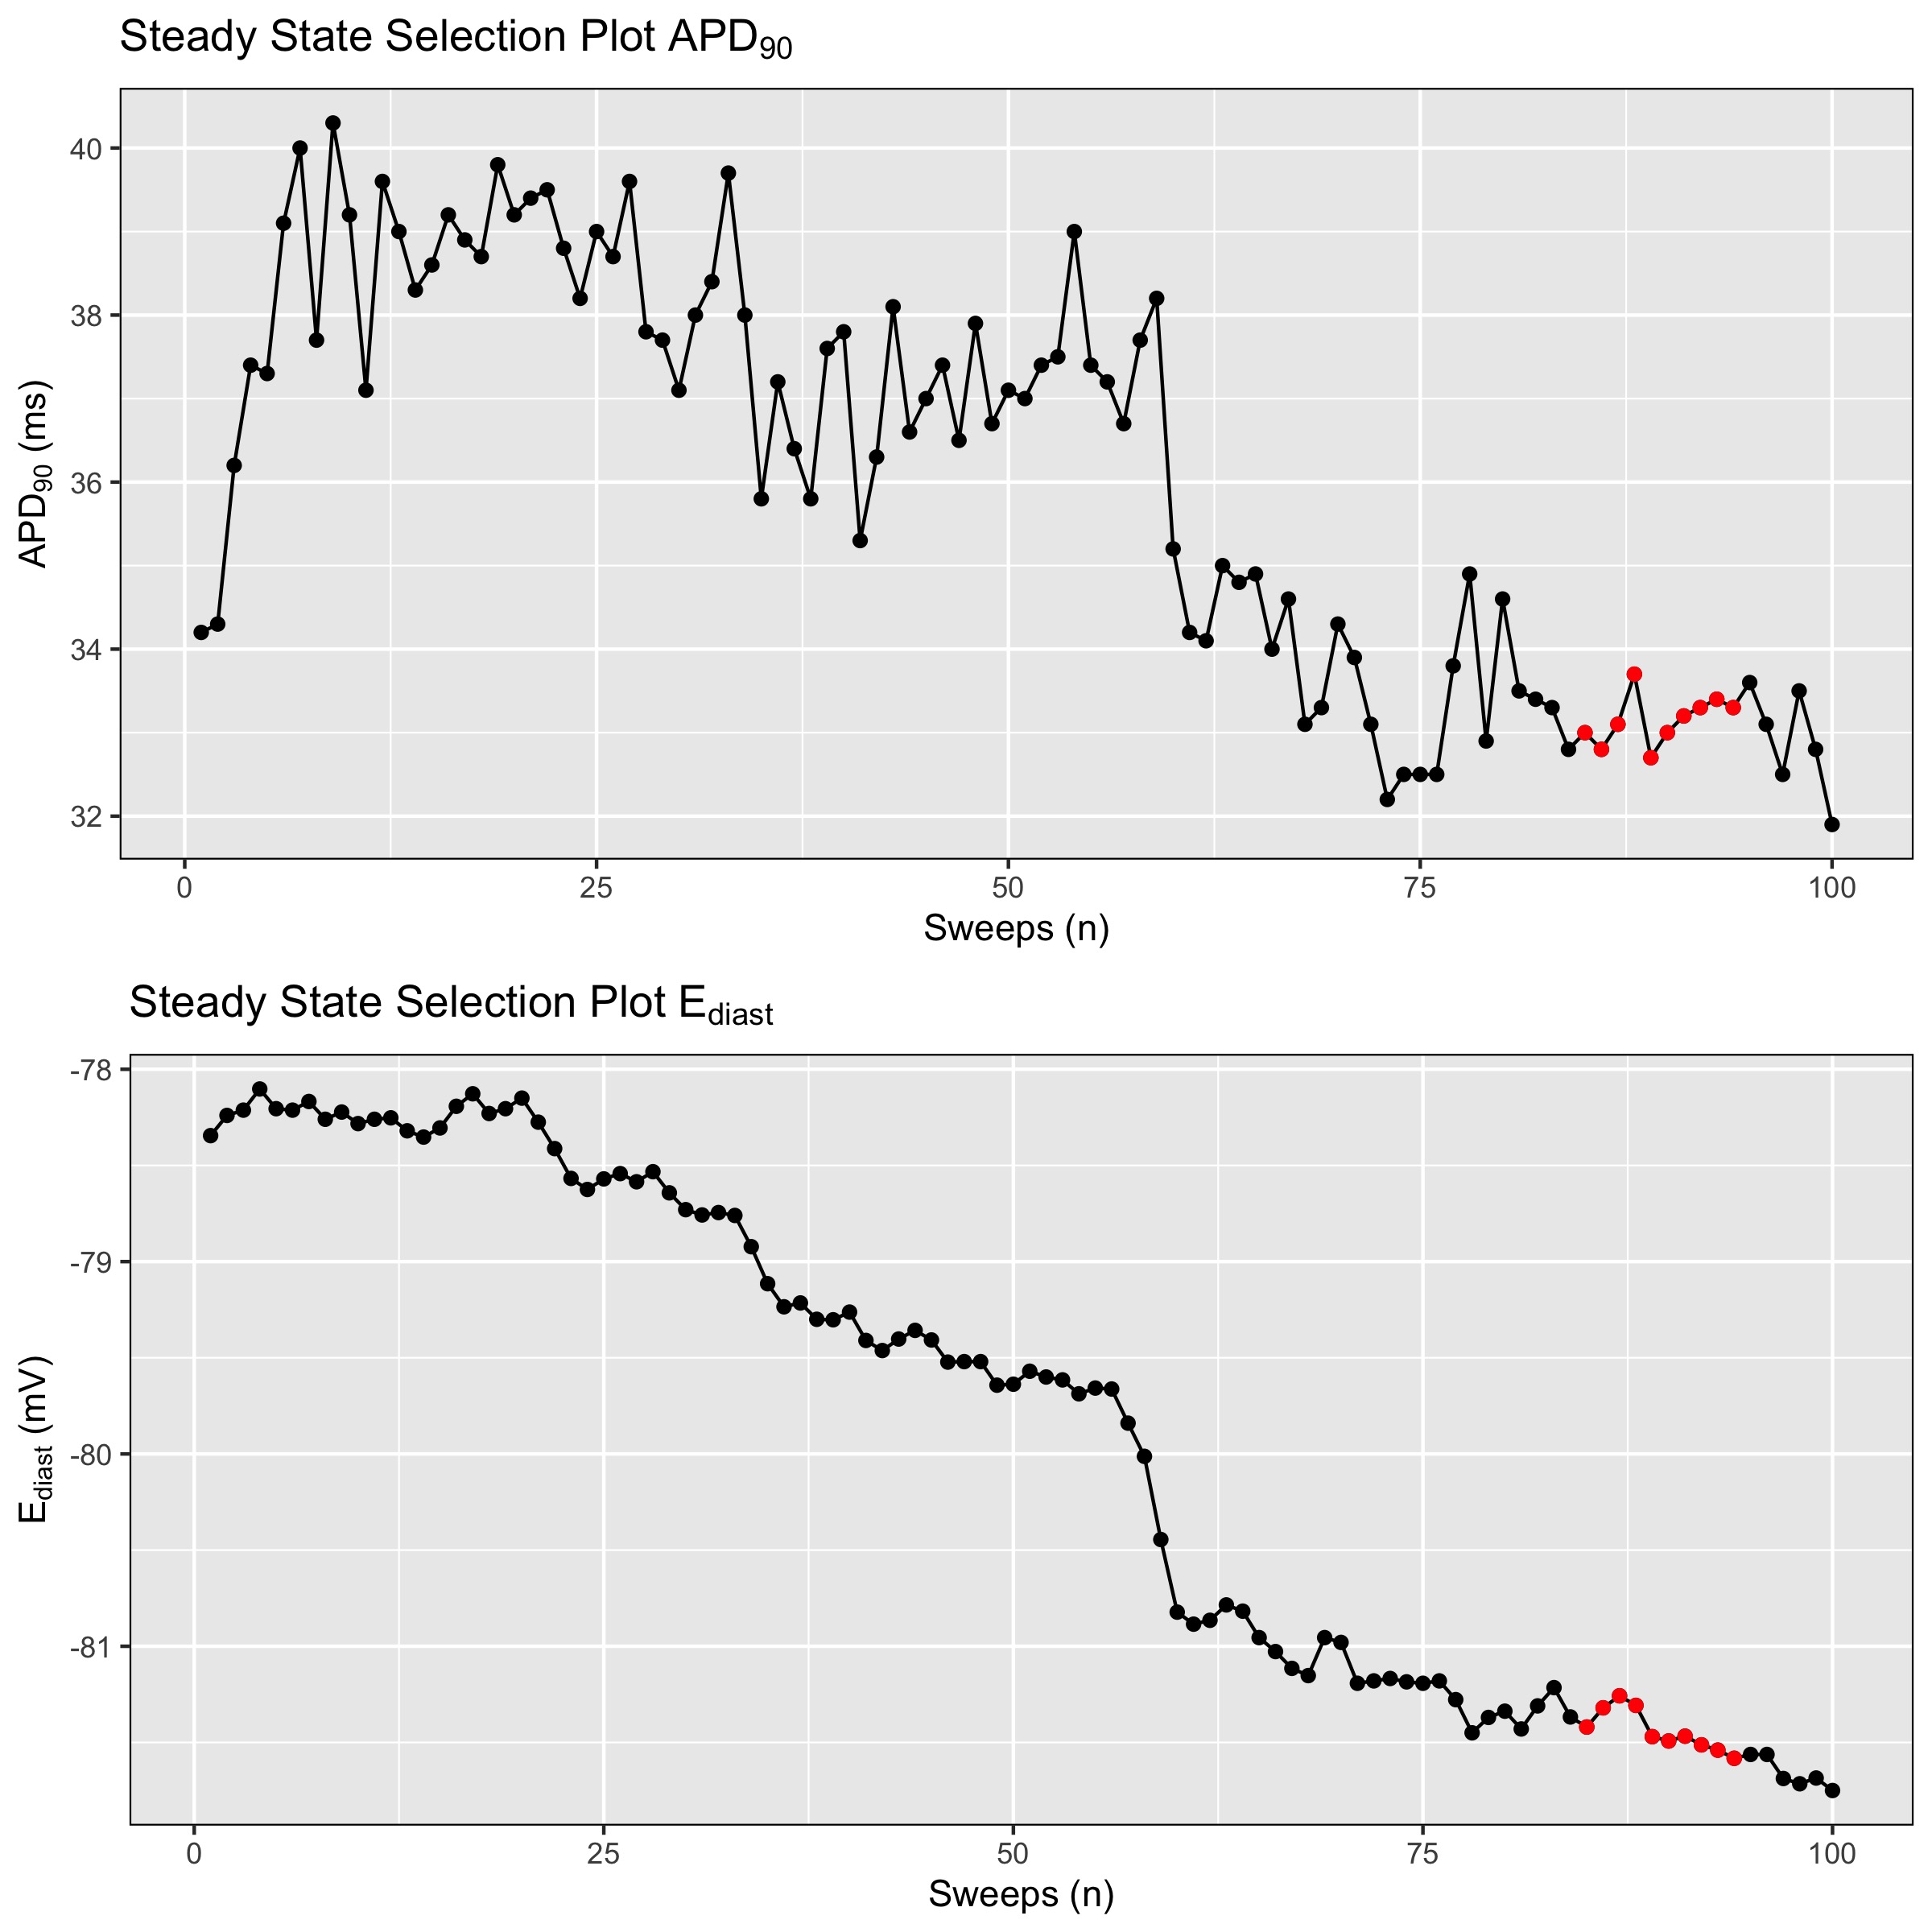 Steady State Selection Plot APD90
APD90 (ms)
40
38
36
34
32
0 25 50 75 100
Sweeps (n)
Steady State Selection Plot Ediast
Ediast (mV)
-78
-79
-80
-81
0 25 50 75 100
Sweeps (n)